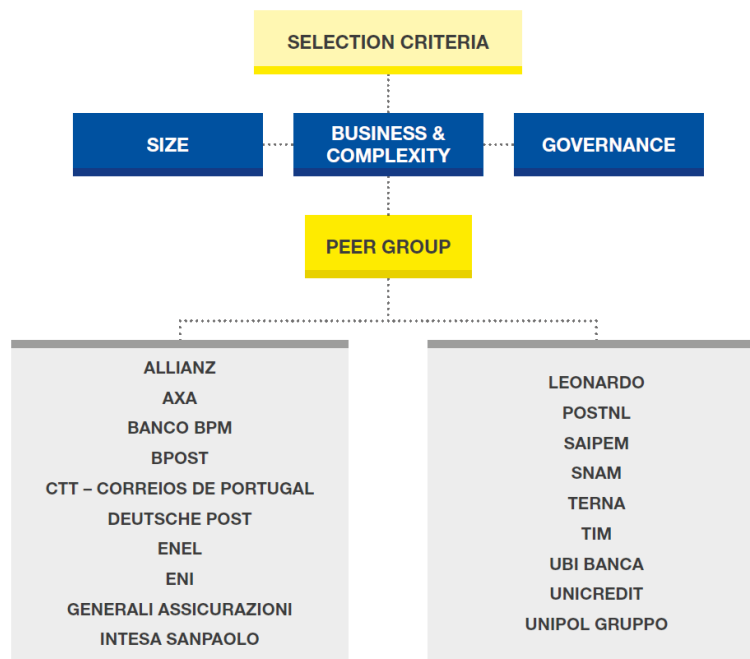 SELECTION CRITERIA
SIZE
BUSINESS &
COMPLEXITY
GOVERNANCE
PEER GROUP
ALLIANZ
AXA
BANCO BPM
BPOST
CTT – CORREIOS DE PORTUGAL
DEUTSCHE POST
ENEL
ENI
GENERALI ASSICURAZIONI
INTESA SANPAOLO
LEONARDO
POSTNL
SAIPEM
SNAM
TERNA
TIM
UBI BANCA
UNICREDIT
UNIPOL GRUPPO